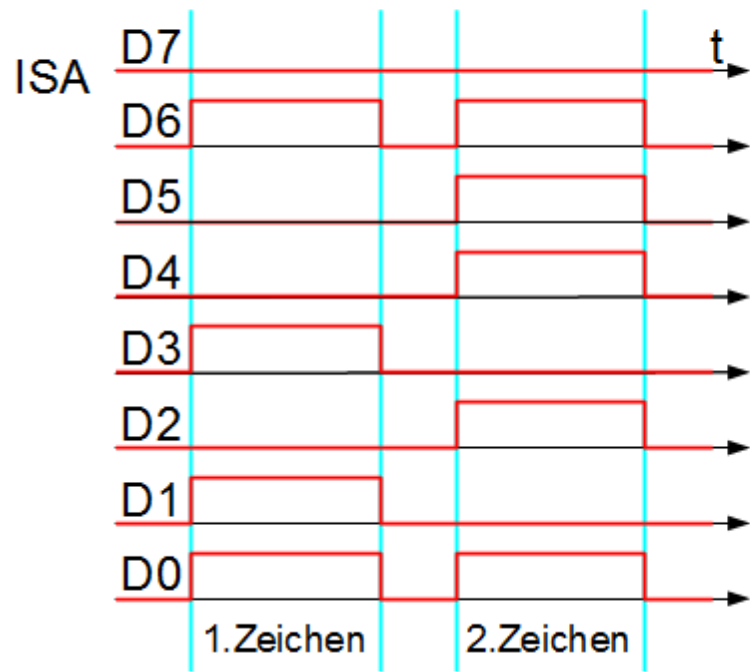 D7 t
ISA
D6
D5
D4
D3
D2
D1
D0
1.Zeichen 2.Zeichen